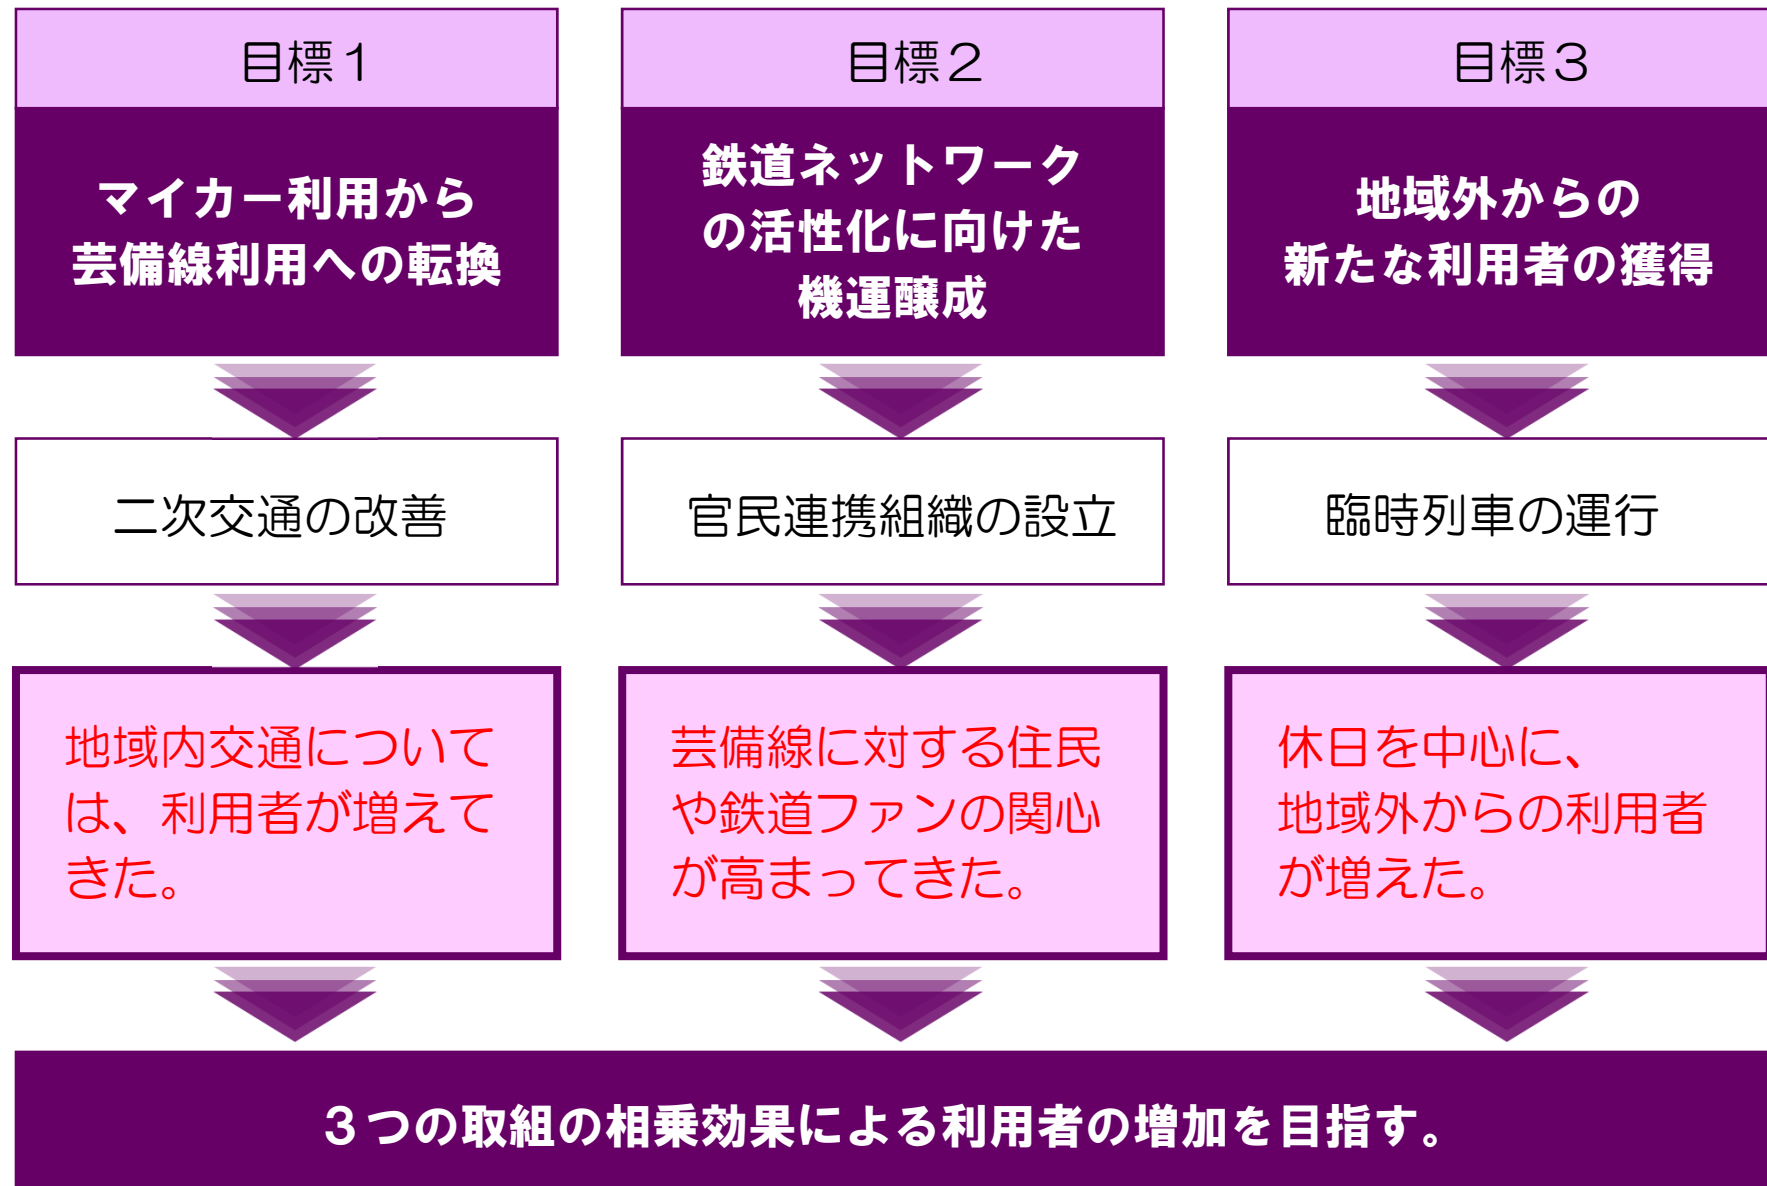 目標１
マイカー利用から
芸備線利用への転換
二次交通の改善
地域内交通について
は、利用者が増えて
きた。
目標２
鉄道ネットワーク
の活性化に向けた
機運醸成
官民連携組織の設立
芸備線に対する住民
や鉄道ファンの関心
が高まってきた。
目標３
地域外からの
新たな利用者の獲得
臨時列車の運行
休日を中心に、
地域外からの利用者
が増えた。
３つの取組の相乗効果による利用者の増加を目指す。